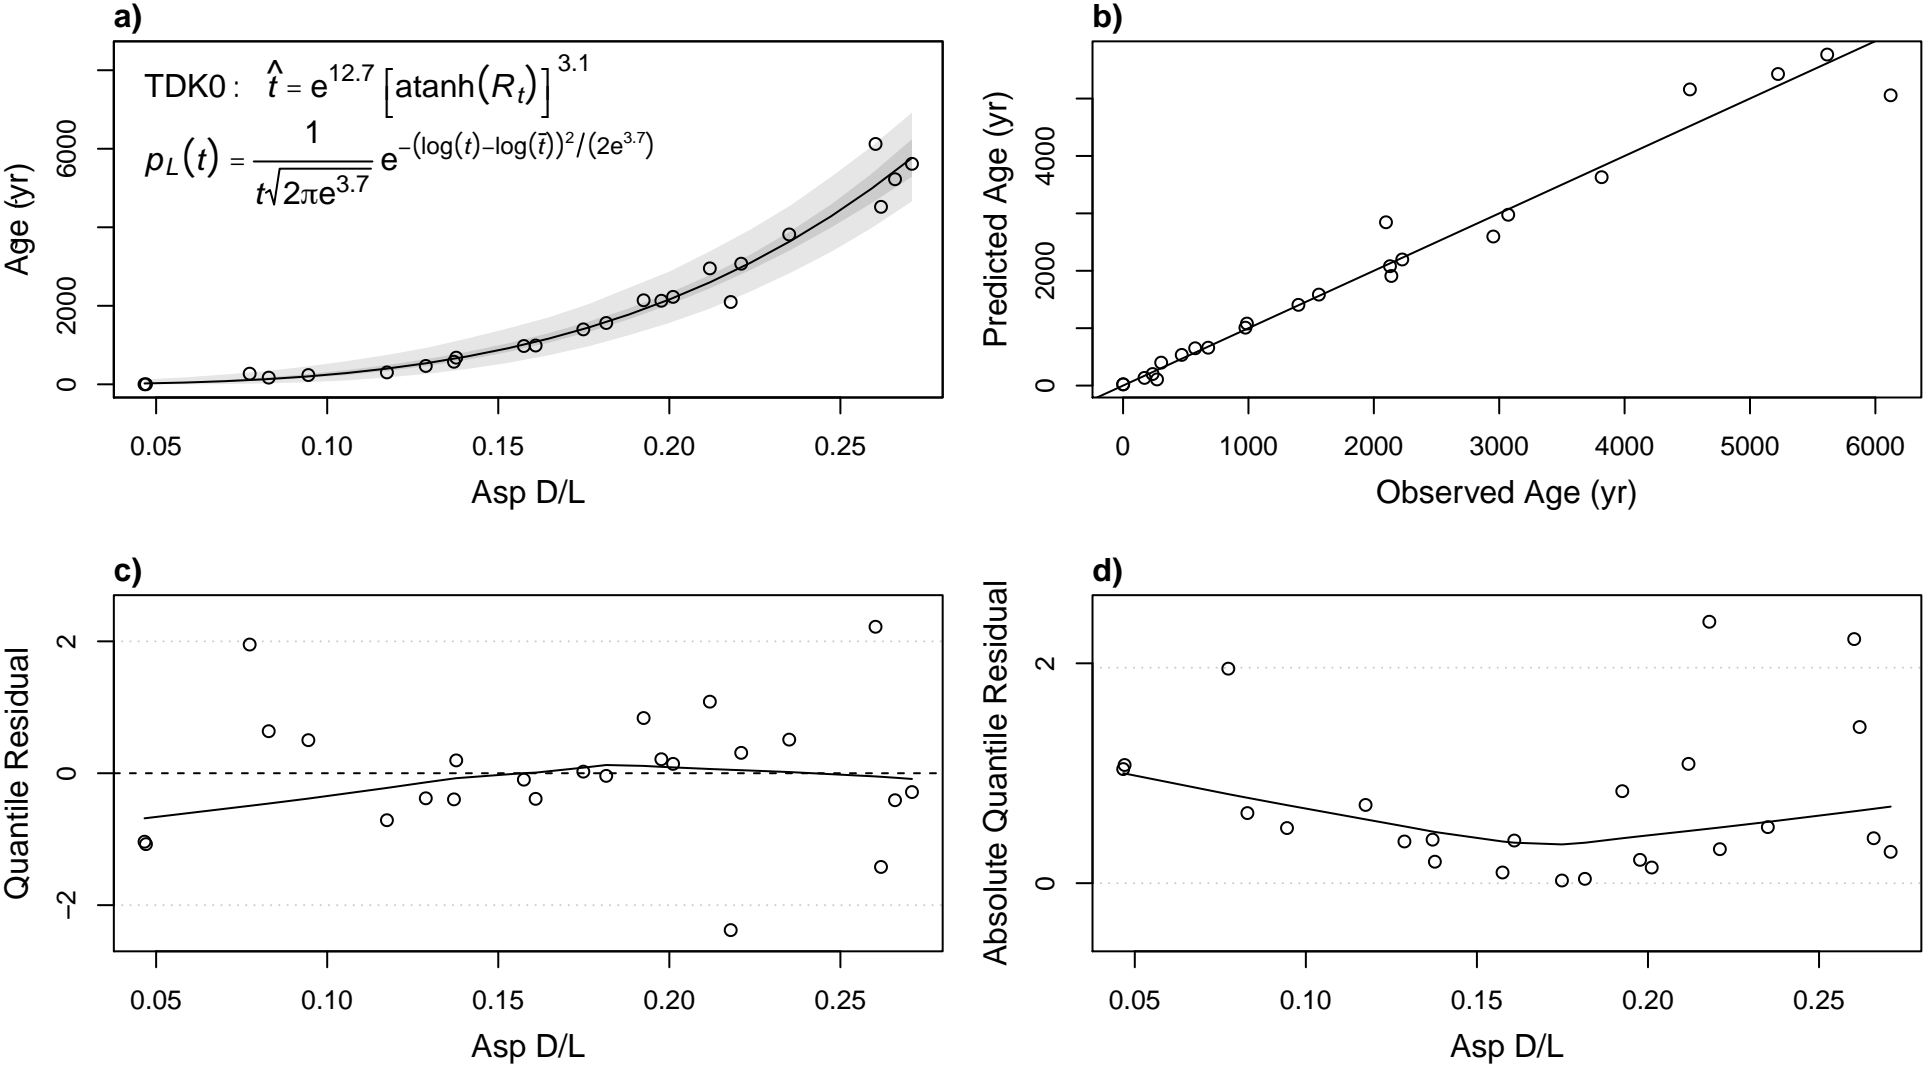 a)
TDK0 : t̂ = e^12.7 [atanh(R_t)]^3.1
p_L(t) = 1 / (t√(2πe^3.7)) e^−(log(t)−log(t̄))²/(2e^3.7)
Age (yr)
0
2000
6000
0.05 0.10 0.15 0.20 0.25
Asp D/L
b)
Predicted Age (yr)
0
2000
4000
0 1000 2000 3000 4000 5000 6000
Observed Age (yr)
c)
Quantile Residual
−2
0
2
0.05 0.10 0.15 0.20 0.25
Asp D/L
d)
Absolute Quantile Residual
0
2
0.05 0.10 0.15 0.20 0.25
Asp D/L